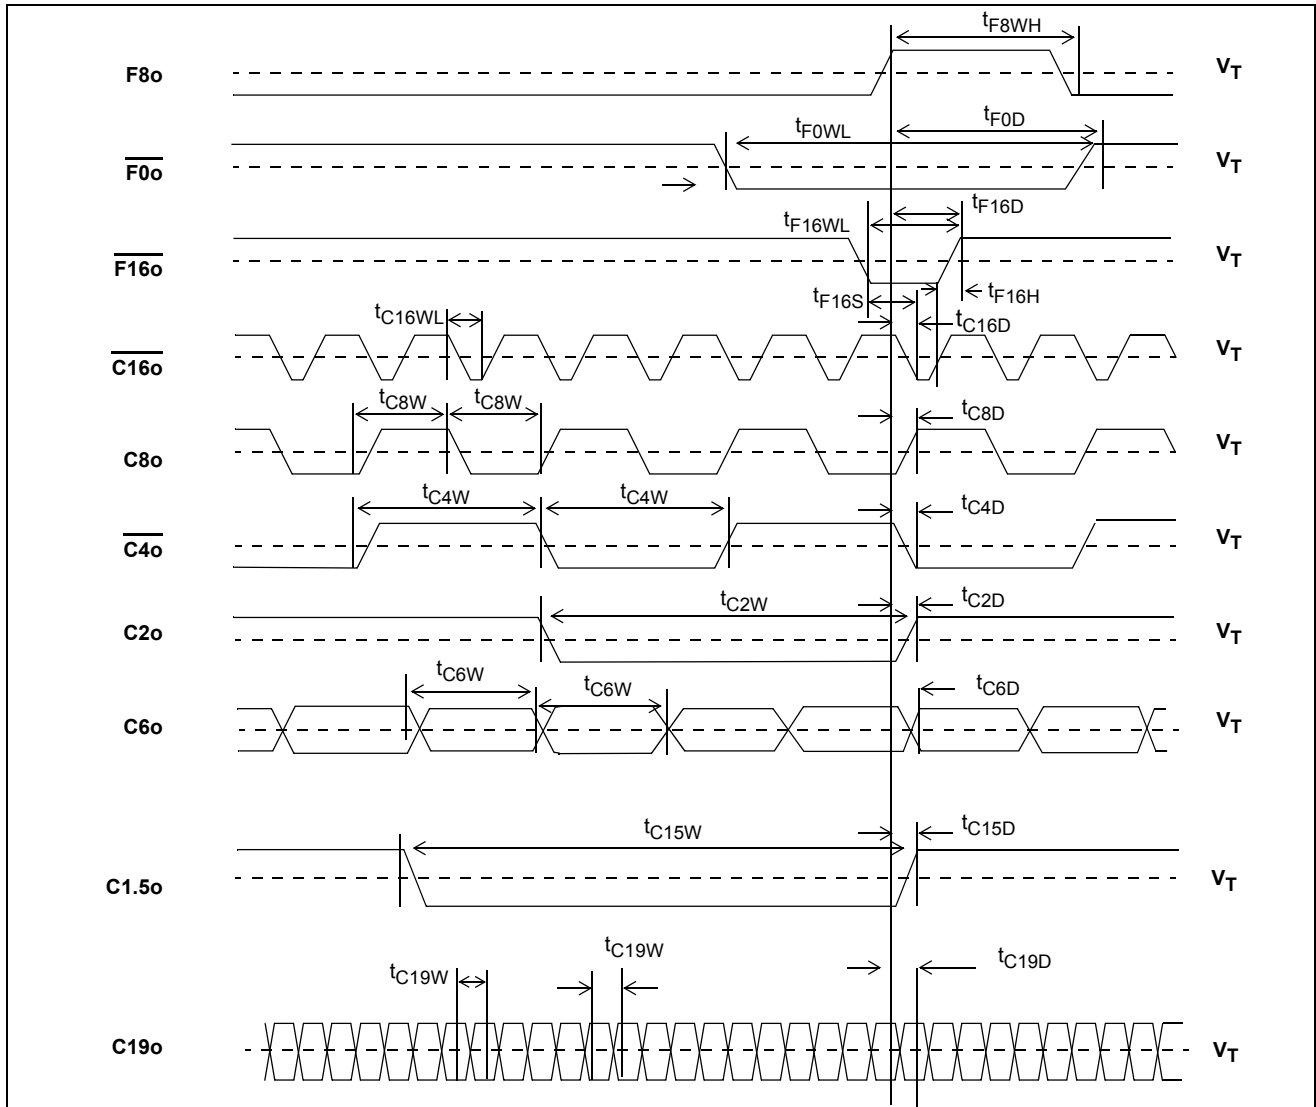 tF8WH
F8o
VT
tF0WL
tF0D
F0o
VT
tF16D
tF16WL
F16o
VT
tF16S
tF16H
tC16WL
tC16D
C16o
VT
tC8W
tC8W
tC8D
C8o
VT
tC4W
tC4W
tC4D
C4o
VT
tC2W
tC2D
C2o
VT
tC6W
tC6W
tC6D
C6o
VT
tC15W
tC15D
C1.5o
VT
tC19W
tC19W
tC19D
C19o
VT